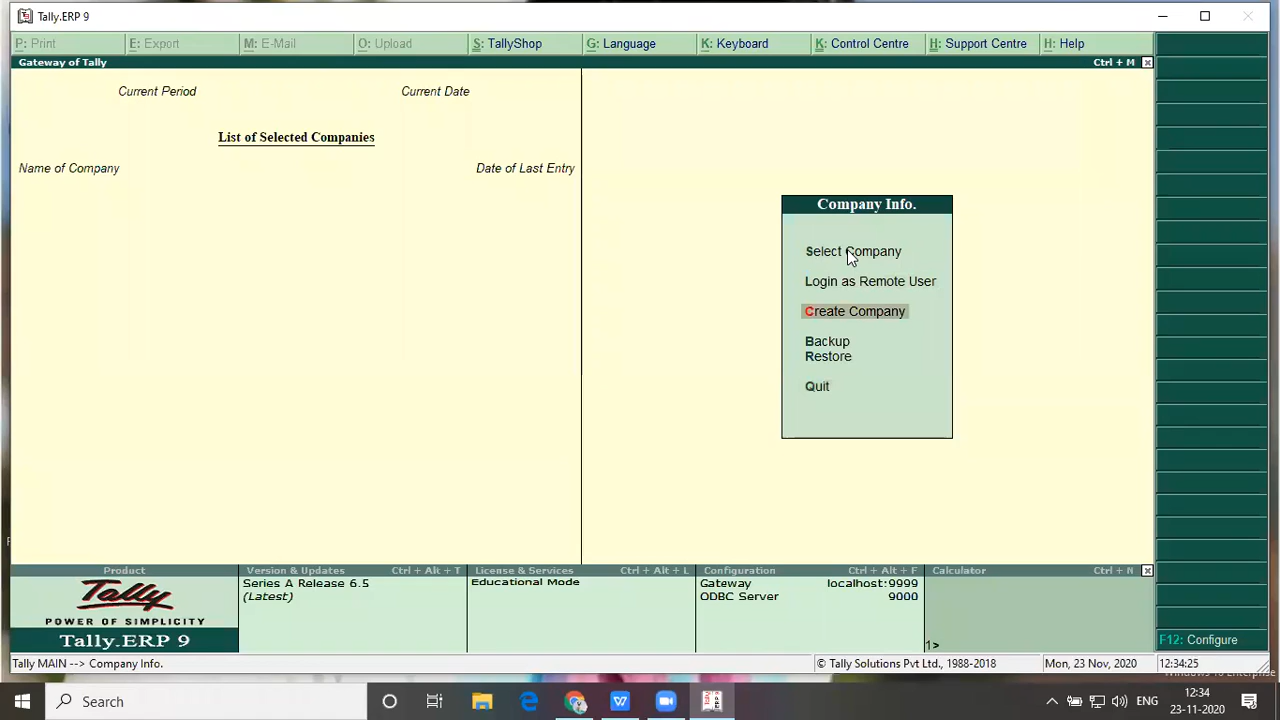 Tally.ERP 9
P: Print
E: Export
M: E-Mail
O: Upload
S: TallyShop
G: Language
K: Keyboard
K: Control Centre
H: Support Centre
H: Help
Gateway of Tally
Ctrl + M
Current Period
Current Date
List of Selected Companies
Name of Company
Date of Last Entry
Company Info.
Select Company
Login as Remote User
Create Company
Backup
Restore
Quit
Product
Tally
POWER OF SIMPLICITY
Tally.ERP 9
Version & Updates
Ctrl + Alt + T
Series A Release 6.5
(Latest)
License & Services
Ctrl + Alt + L
Educational Mode
Configuration
Ctrl + Alt + F
Gateway
localhost:9999
ODBC Server
9000
Calculator
Ctrl + N
1>
F12: Configure
Tally MAIN --> Company Info.
© Tally Solutions Pvt Ltd., 1988-2018
Mon, 23 Nov, 2020
12:34:25
Windows 10 Enterprise
Search
ENG
12:34
23-11-2020